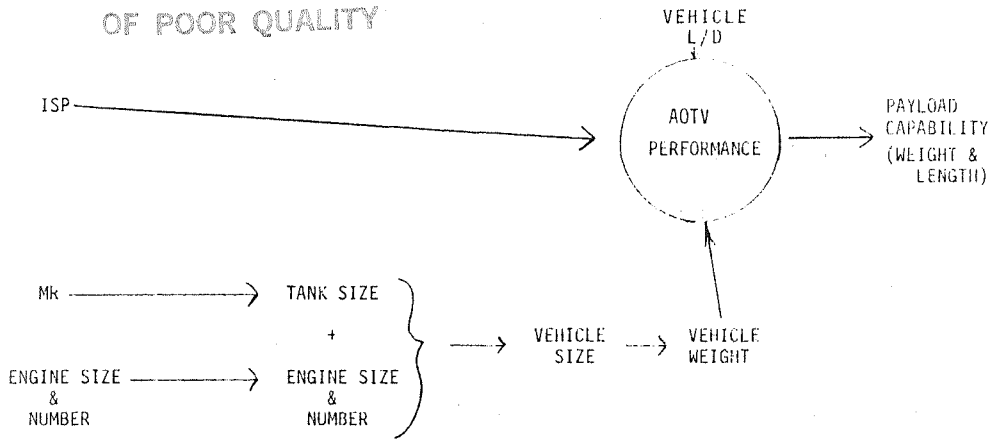 OF POOR QUALITY
VEHICLE
L/D
ISP
AOTV
PERFORMANCE
PAYLOAD
CAPABILITY
(WEIGHT &
LENGTH)
MR
TANK SIZE
+
VEHICLE
SIZE
VEHICLE
WEIGHT
ENGINE SIZE
&
NUMBER
ENGINE SIZE
&
NUMBER